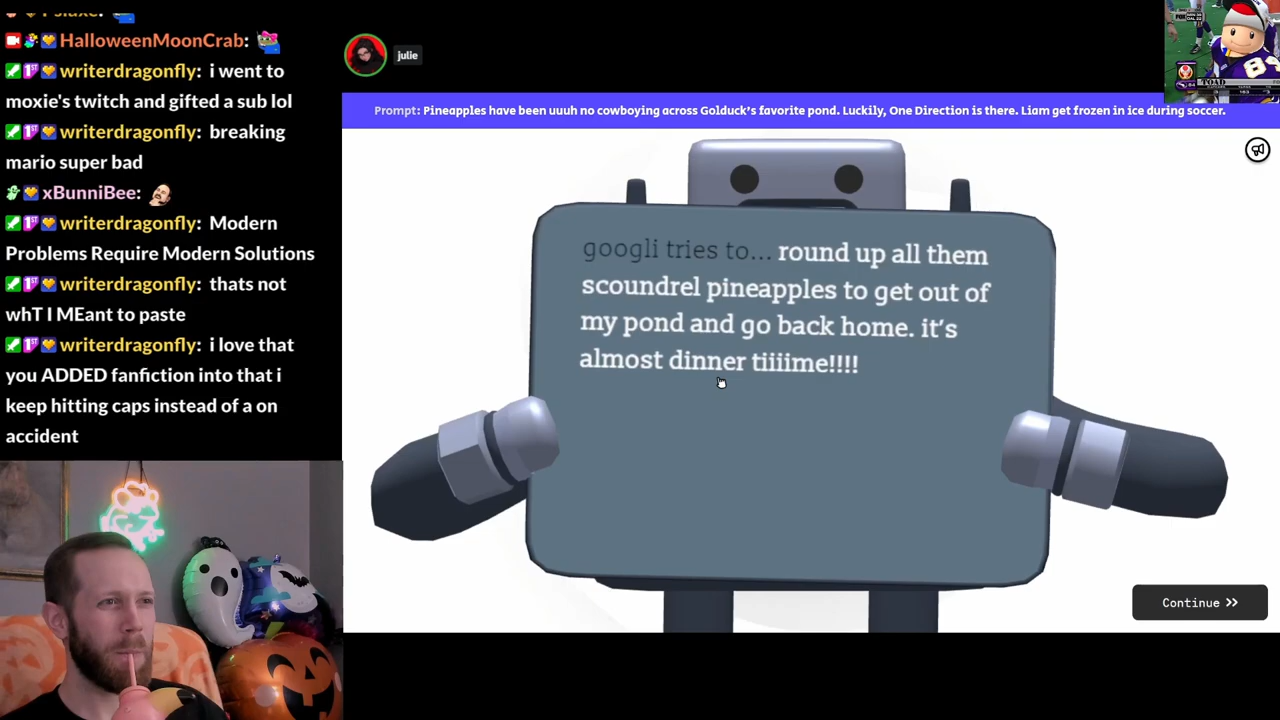 HalloweenMoonCrab:
writerdragonfly: i went to
moxie's twitch and gifted a sub lol
writerdragonfly: breaking
mario super bad
xBunniBee:
writerdragonfly: Modern
Problems Require Modern Solutions
writerdragonfly: thats not
whT I MEant to paste
writerdragonfly: i love that
you ADDED fanfiction into that i
keep hitting caps instead of a on
accident
julie
Prompt: Pineapples have been uuuh no cowboying across Golduck's favorite pond. Luckily, One Direction is there. Liam get frozen in ice during soccer.
googli tries to... round up all them
scoundrel pineapples to get out of
my pond and go back home. it's
almost dinner tiiiime!!!!
Continue
TOAD